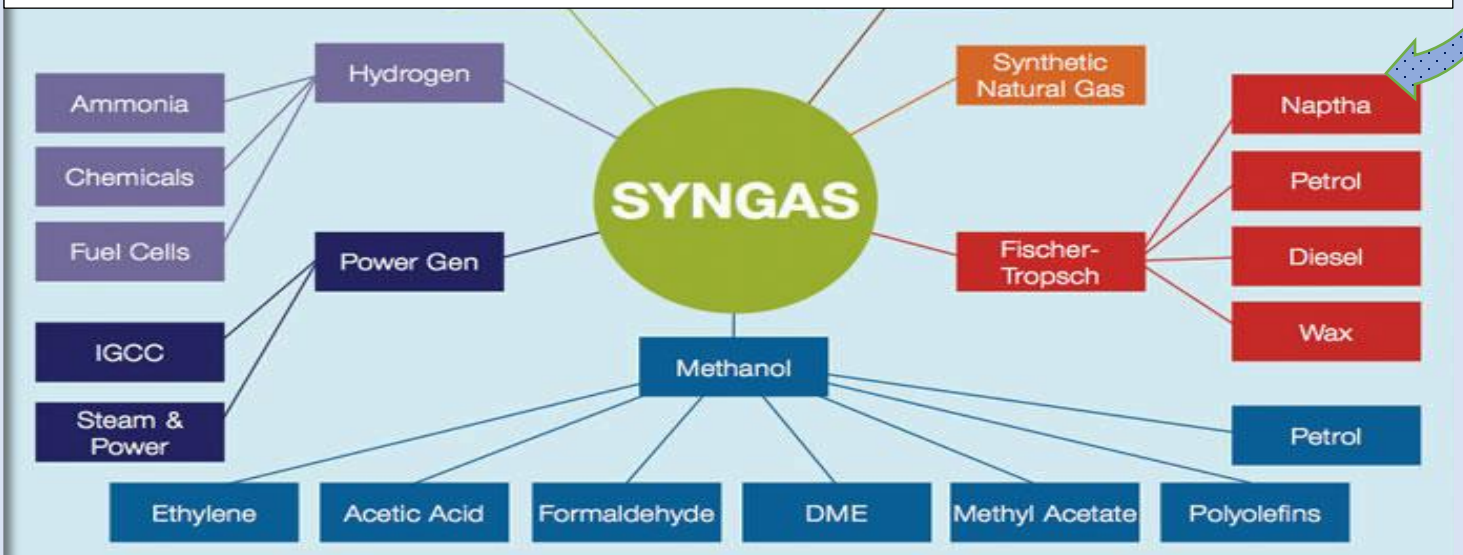 Hydrogen
Ammonia
Chemicals
Fuel Cells
Power Gen
IGCC
Steam &
Power
SYNGAS
Synthetic
Natural Gas
Fischer-
Tropsch
Naptha
Petrol
Diesel
Wax
Methanol
Petrol
Ethylene
Acetic Acid
Formaldehyde
DME
Methyl Acetate
Polyolefins